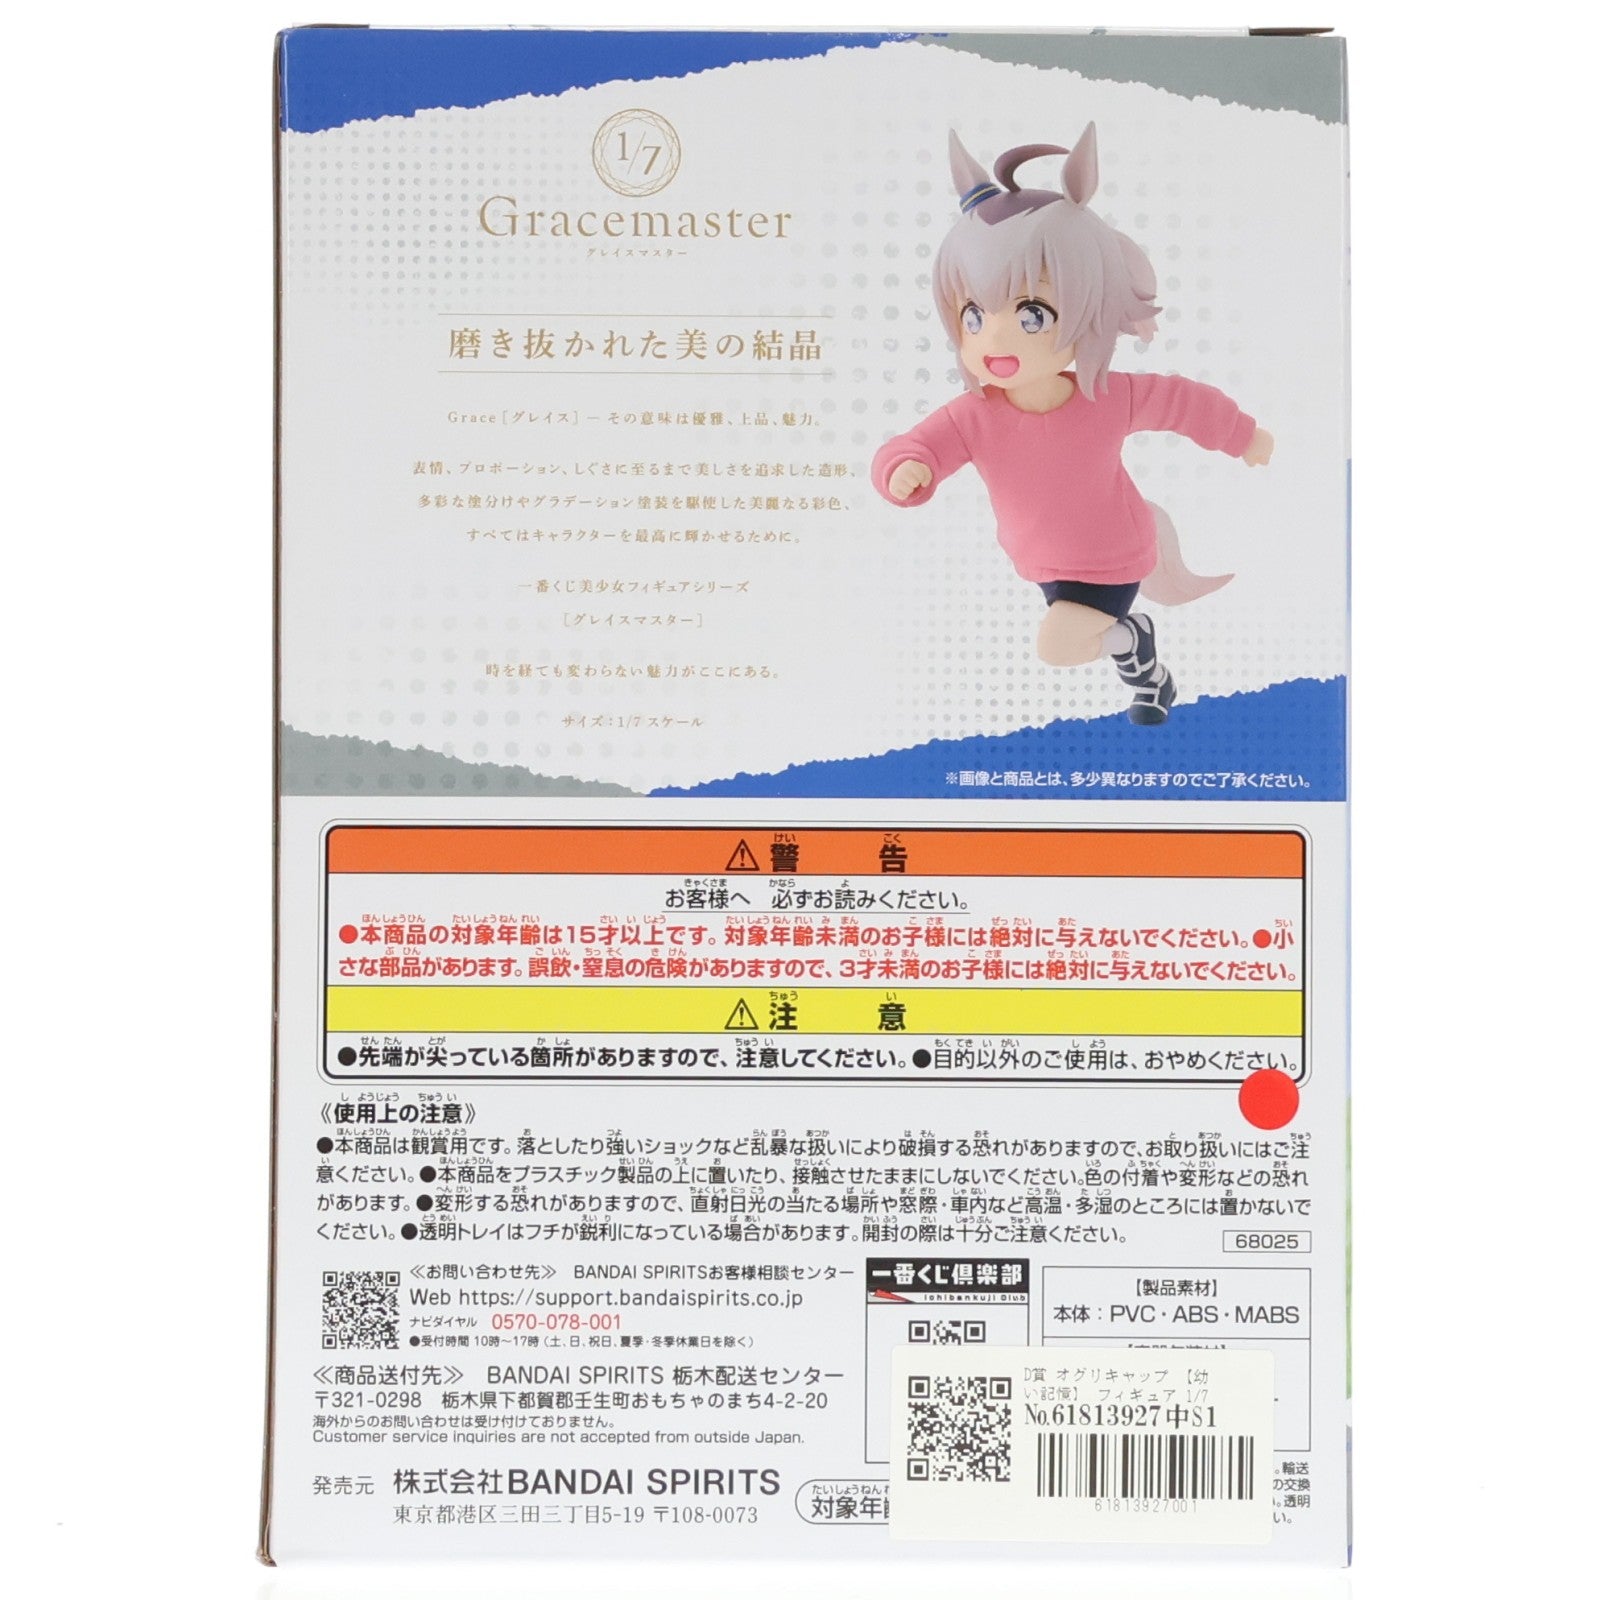 1/7
Gracemaster
グレイスマスター
磨き抜かれた美の結晶
Grace［グレイス］― その意味は優雅、上品、魅力。
表情、プロポーション、しぐさに至るまで美しさを追求した造形、
多彩な塗分けやグラデーション塗装を駆使した美麗なる彩色、
すべてはキャラクターを最高に輝かせるために。
一番くじ美少女フィギュアシリーズ
［グレイスマスター］
時を経ても変わらない魅力がここにある。
サイズ：1/7 スケール
※画像と商品とは、多少異なりますのでご了承ください。
警告
お客様へ 必ずお読みください。
●本商品の対象年齢は15才以上です。対象年齢未満のお子様には絶対に与えないでください。●小
さな部品があります。誤飲・窒息の危険がありますので、3才未満のお子様には絶対に与えないでください。
注意
●先端が尖っている箇所がありますので、注意してください。●目的以外のご使用は、おやめください。
《使用上の注意》
●本商品は観賞用です。落としたり強いショックなど乱暴な扱いにより破損する恐れがありますので、お取り扱いにはご注
意ください。●本商品をプラスチック製品の上に置いたり、接触させたままにしないでください。色の付着や変形などの恐れ
があります。●変形する恐れがありますので、直射日光の当たる場所や窓際・車内など高温・多湿のところには置かないで
ください。●透明トレイはフチが鋭利になっている場合があります。開封の際は十分ご注意ください。
68025
≪お問い合わせ先≫ BANDAI SPIRITSお客様相談センター
Web https://support.bandaispirits.co.jp
ナビダイヤル 0570-078-001
●受付時間 10時〜17時（土、日、祝日、夏季・冬季休業日を除く）
≪商品送付先≫ BANDAI SPIRITS 栃木配送センター
〒321-0298 栃木県下都賀郡壬生町おもちゃのまち4-2-20
海外からのお問い合わせは受け付けておりません。
Customer service inquiries are not accepted from outside Japan.
発売元 株式会社BANDAI SPIRITS
東京都港区三田三丁目5-19 〒108-0073
一番くじ倶楽部
ichibankuji Club
【製品素材】
本体：PVC・ABS・MABS
対象年
D賞 オグリキャップ 【幼
い記憶】 フィギュア 1/7
No.61813927中S1
61813927001
輸送
の交換
透明
い。